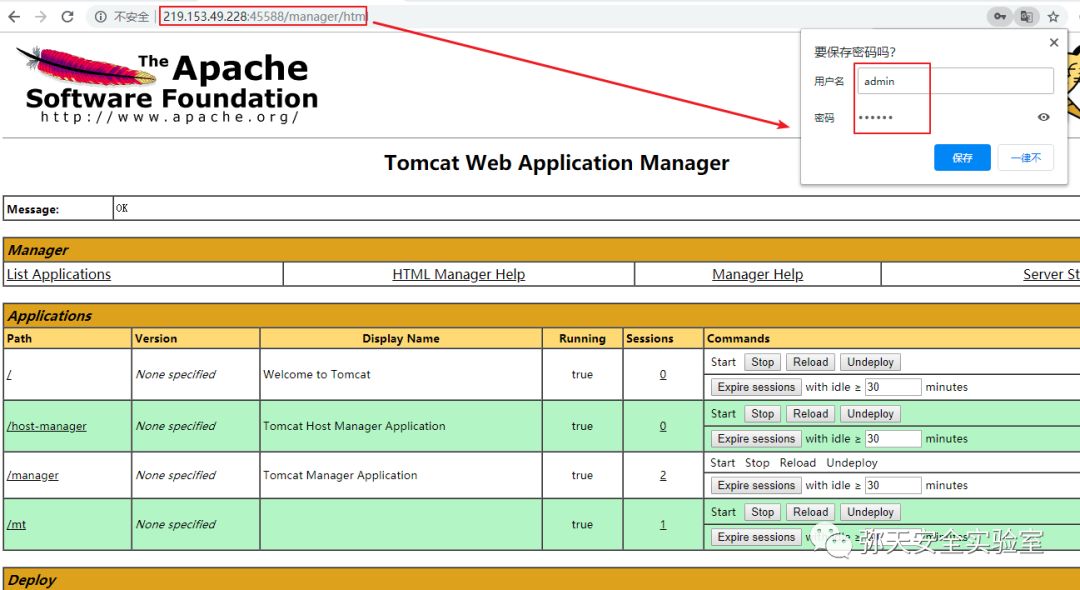 不安全 219.153.49.228:45588/manager/html
要保存密码吗?
用户名 admin
密码 ••••••
保存 一律不
The Apache
Software Foundation
http://www.apache.org/
Tomcat Web Application Manager
Message: OK
Manager
List Applications HTML Manager Help Manager Help Server St
Applications
Path Version Display Name Running Sessions Commands
/ None specified Welcome to Tomcat true 0 Start Stop Reload Undeploy
Expire sessions with idle ≥ 30 minutes
/host-manager None specified Tomcat Host Manager Application true 0 Start Stop Reload Undeploy
Expire sessions with idle ≥ 30 minutes
/manager None specified Tomcat Manager Application true 2 Start Stop Reload Undeploy
Expire sessions with idle ≥ 30 minutes
/mt None specified true 1 Start Stop Reload Undeploy
Expire sessions with idle ≥ minutes
弥天安全实验室
Deploy